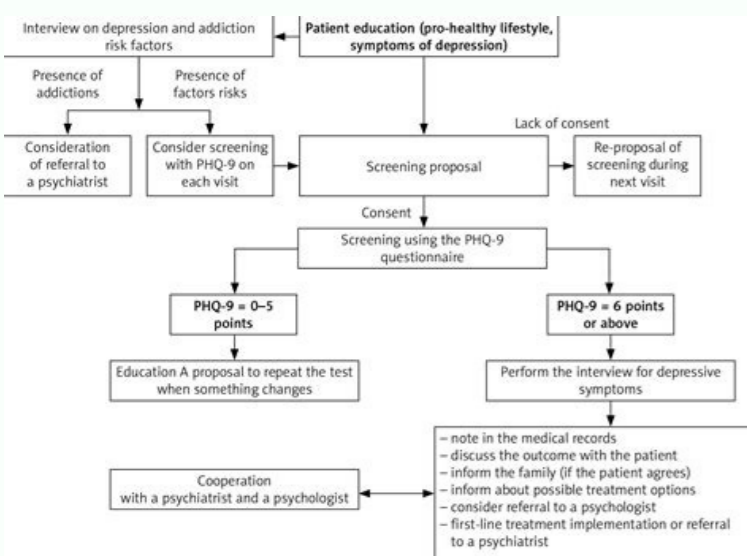 Interview on depression and addiction
risk factors
Patient education (pro-healthy lifestyle,
symptoms of depression)
Presence of
addictions
Presence of
factors risks
Lack of consent
Consideration
of referral to
a psychiatrist
Consider screening
with PHQ-9 on
each visit
Screening proposal
Re-proposal of
screening during
next visit
Consent
Screening using the PHQ-9
questionnaire
PHQ-9 = 0–5
points
PHQ-9 = 6 points
or above
Education A proposal to repeat the test
when something changes
Perform the interview for depressive
symptoms
– note in the medical records
– discuss the outcome with the patient
– inform the family (if the patient agrees)
– inform about possible treatment options
– consider referral to a psychologist
– first-line treatment implementation or referral
to a psychiatrist
Cooperation
with a psychiatrist and a psychologist